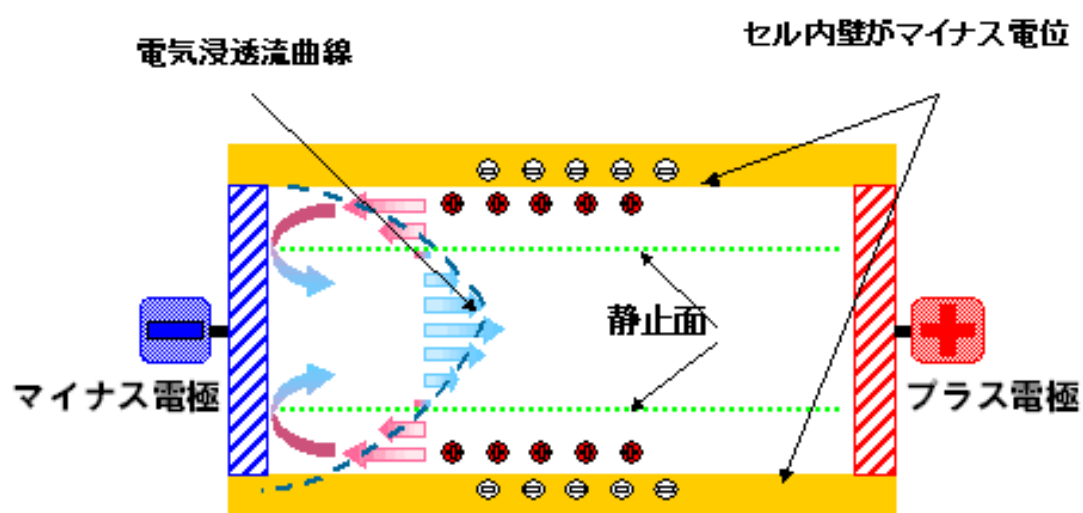 電気浸透流曲線
セル内壁がマイナス電位
静止面
マイナス電極
プラス電極